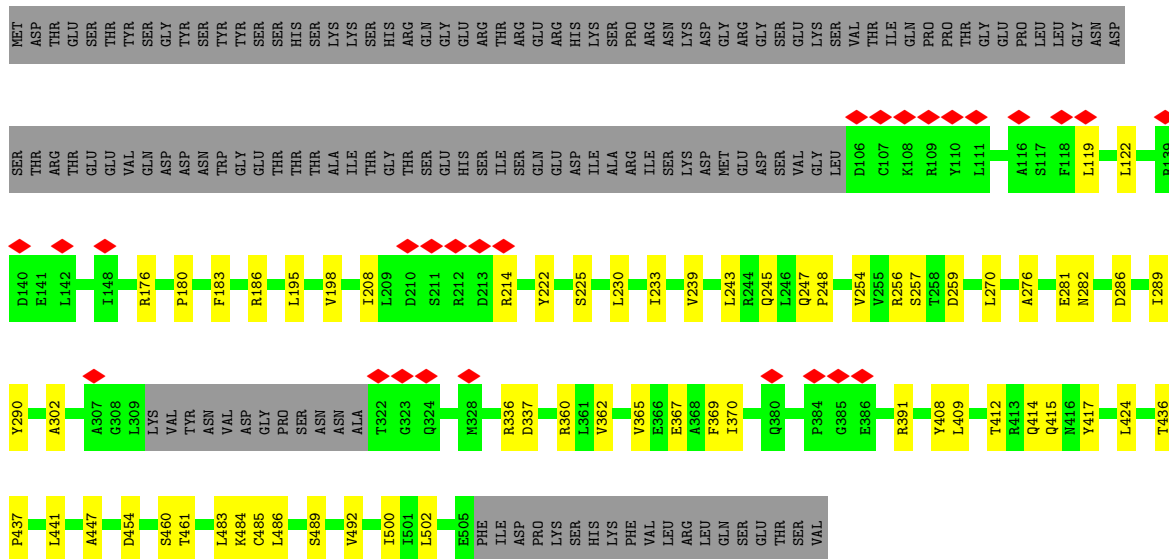 MET ASP THR GLU SER THR TYR SER GLY TYR SER TYR TYR SER SER HIS SER LYS LYS SER HIS ARG GLN GLY GLU ARG THR ARG GLU ARG HIS LYS SER PRO ARG ASN LYS ASP GLY ARG GLY SER GLU LYS SER VAL THR ILE GLN PRO PRO THR GLY GLU PRO LEU LEU GLY ASN ASP
SER THR ARG THR THR GLU GLU VAL GLN ASP ASP ASN TRP GLY GLU THR THR THR ALA ILE THR GLY THR SER GLU HIS SER ILE SER GLN GLU ASP ILE ALA ARG ILE SER LYS ASP MET GLU ASP SER VAL GLY LEU D106 C107 K108 R109 Y110 L111 A116 S117 F118 L119 L122 R139
D140 E141 L142 I148 R176 P180 F183 R186 L195 V198 I208 L209 D210 S211 R212 D213 R214 Y222 S225 L230 I233 V239 L243 R244 Q245 L246 Q247 P248 V254 V255 R256 S257 T258 D259 L270 A276 E281 N282 D286 I289
Y290 A302 A307 G308 L309 LYS VAL TYR ASN VAL ASP GLY PRO SER ASN ASN ALA T322 G323 Q324 M328 R336 D337 R360 L361 V362 V365 E366 E367 A368 F369 I370 Q380 P384 G385 E386 R391 Y408 L409 T412 R413 Q414 Q415 N416 Y417 L424 T436
P437 L441 A447 D454 S460 T461 L483 K484 C485 L486 S489 V492 I500 I501 L502 E505 PHE ILE ASP PRO LYS SER HIS LYS PHE VAL LEU ARG LEU GLN SER GLU THR SER VAL